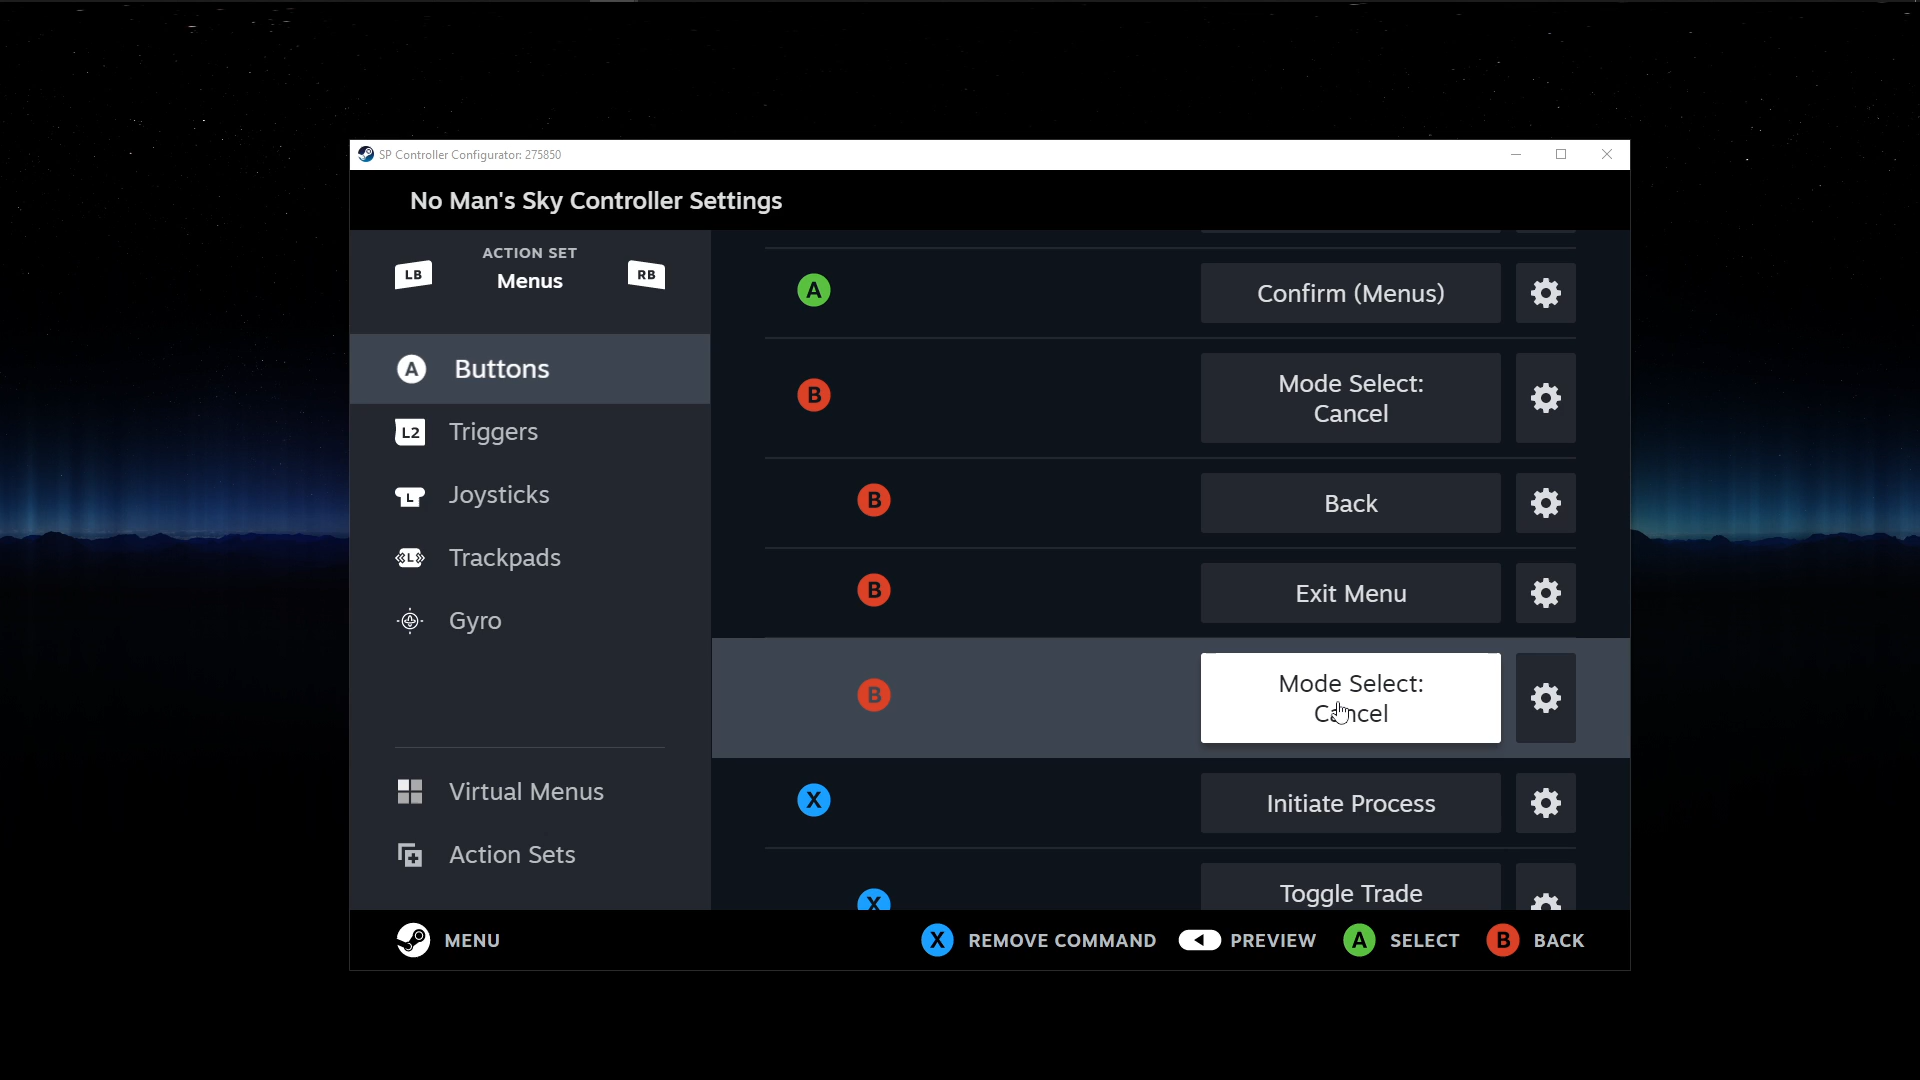 SP Controller Configurator: 275850
No Man's Sky Controller Settings
LB
ACTION SET
Menus
RB
A Buttons
L2 Triggers
L Joysticks
L Trackpads
Gyro
Virtual Menus
Action Sets
A Confirm (Menus)
B Mode Select:
Cancel
B Back
B Exit Menu
B Mode Select:
Cancel
X Initiate Process
X Toggle Trade
MENU
X REMOVE COMMAND
PREVIEW
A SELECT
B BACK